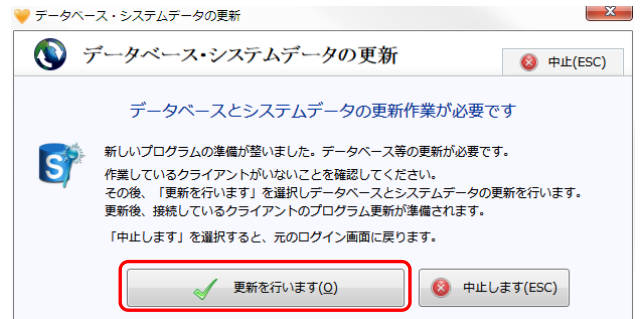 データベース・システムデータの更新
データベース・システムデータの更新
中止(ESC)
データベースとシステムデータの更新作業が必要です
新しいプログラムの準備が整いました。データベース等の更新が必要です。
作業しているクライアントがいないことを確認してください。
その後、「更新を行います」を選択しデータベースとシステムデータの更新を行います。
更新後、接続しているクライアントのプログラム更新が準備されます。
「中止します」を選択すると、元のログイン画面に戻ります。
更新を行います(O)
中止します(ESC)